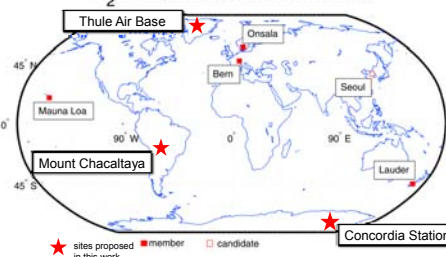 2
Thule Air Base
Onsala
45° N
Bern
Seoul
Mauna Loa
0°
90° W
0°
90° E
Mount Chacaltaya
Lauder
45° S
Concordia Station
sites proposed
in this work
member
candidate